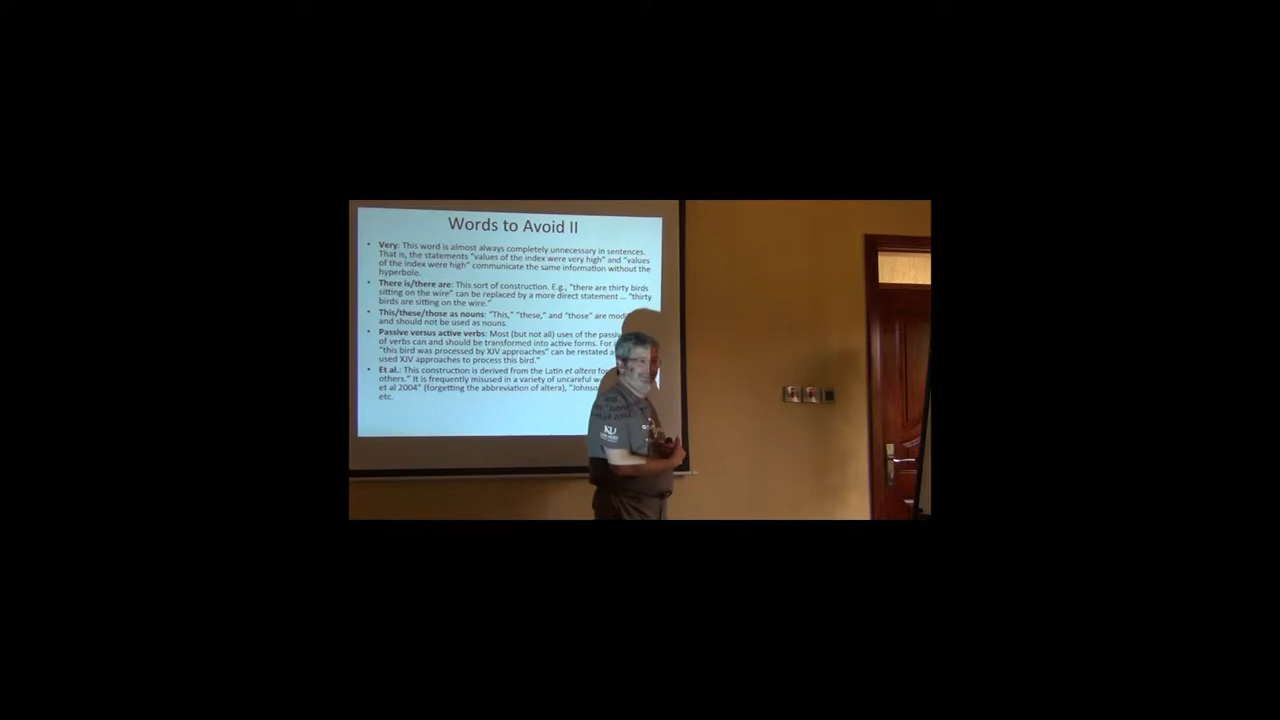 Words to Avoid II
• Very: This word is almost always completely unnecessary in sentences.
That is, the statements "values of the index were very high" and "values
of the index were high" communicate the same information without the
hyperbole.
• There is/there are: This sort of construction. E.g., "there are thirty birds
sitting on the wire" can be replaced by a more direct statement … "thirty
birds are sitting on the wire."
• This/these/those as nouns: "This," "these," and "those" are
and should not be used as nouns.
• Passive versus active verbs: Most (but not all) uses of the
of verbs can and should be transformed into active forms. For
"this bird was processed by XJV approaches" can be restated
used XJV approaches to process this bird."
• Et al.: This construction is derived from the Latin et altera
others." It is frequently misused in a variety of uncareful
et al 2004" (forgetting the abbreviation of altera),
etc.
and
KU